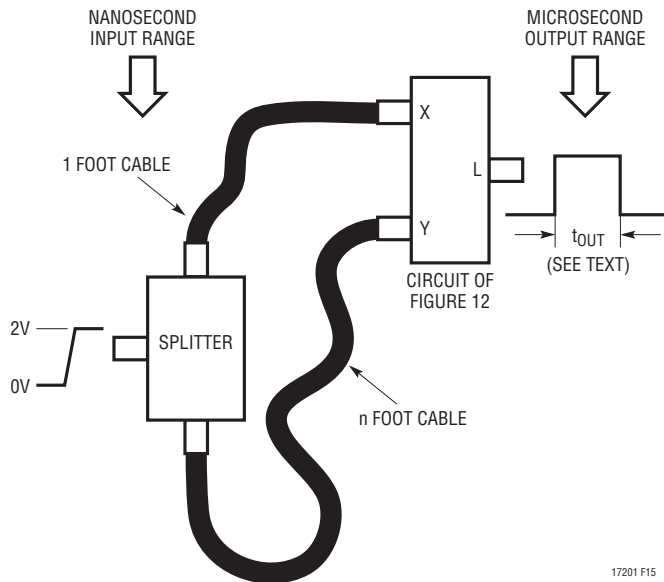 NANOSECOND
INPUT RANGE
MICROSECOND
OUTPUT RANGE
1 FOOT CABLE
X
L
Y
tOUT
(SEE TEXT)
CIRCUIT OF
FIGURE 12
2V
0V
SPLITTER
n FOOT CABLE
17201 F15